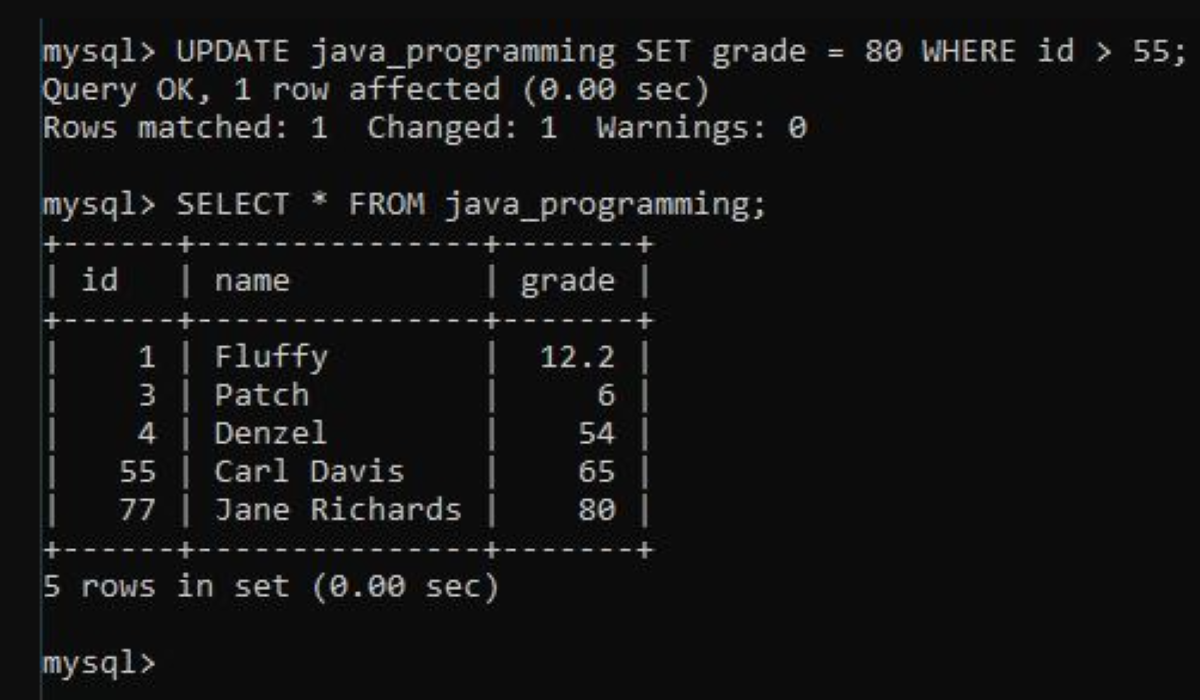 mysql> UPDATE java_programming SET grade = 80 WHERE id > 55;
Query OK, 1 row affected (0.00 sec)
Rows matched: 1  Changed: 1  Warnings: 0

mysql> SELECT * FROM java_programming;
+------+---------------+-------+
| id   | name          | grade |
+------+---------------+-------+
|    1 | Fluffy        |  12.2 |
|    3 | Patch         |     6 |
|    4 | Denzel        |    54 |
|   55 | Carl Davis    |    65 |
|   77 | Jane Richards |    80 |
+------+---------------+-------+
5 rows in set (0.00 sec)

mysql>